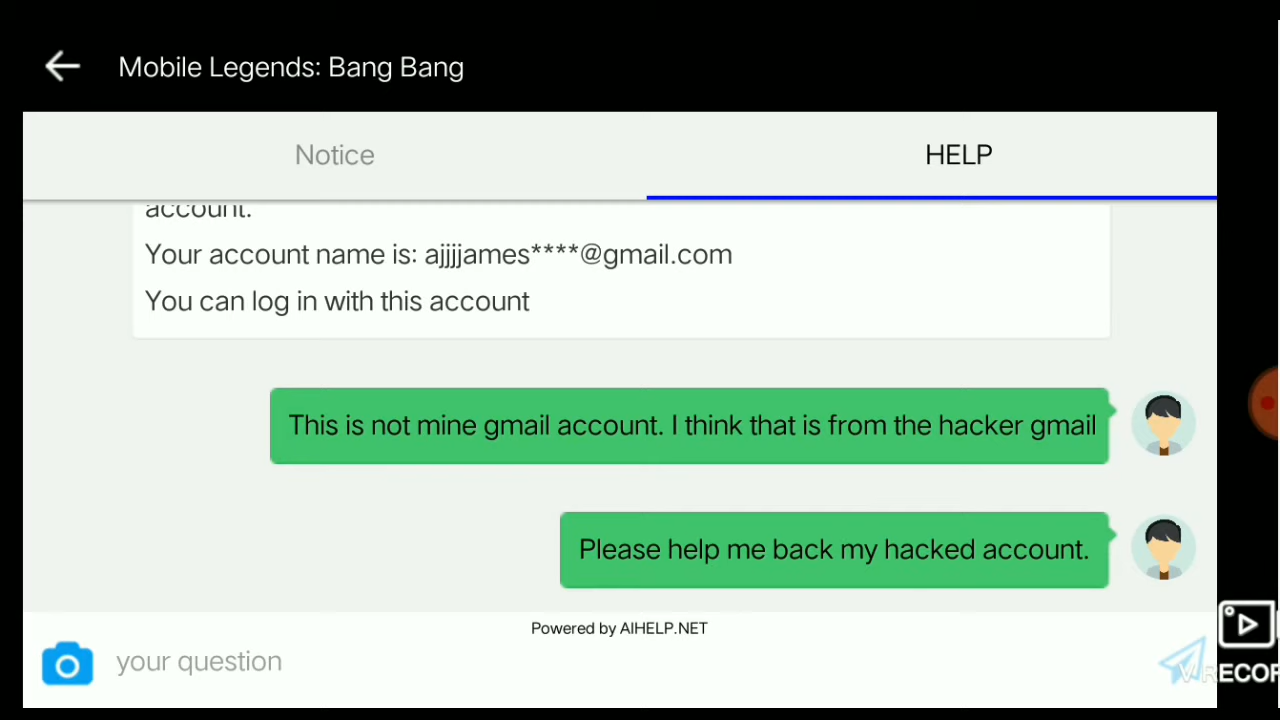 Mobile Legends: Bang Bang
Notice
HELP
account.
Your account name is: ajjjjames****@gmail.com
You can log in with this account
This is not mine gmail account. I think that is from the hacker gmail
Please help me back my hacked account.
Powered by AIHELP.NET
your question
V RECOR